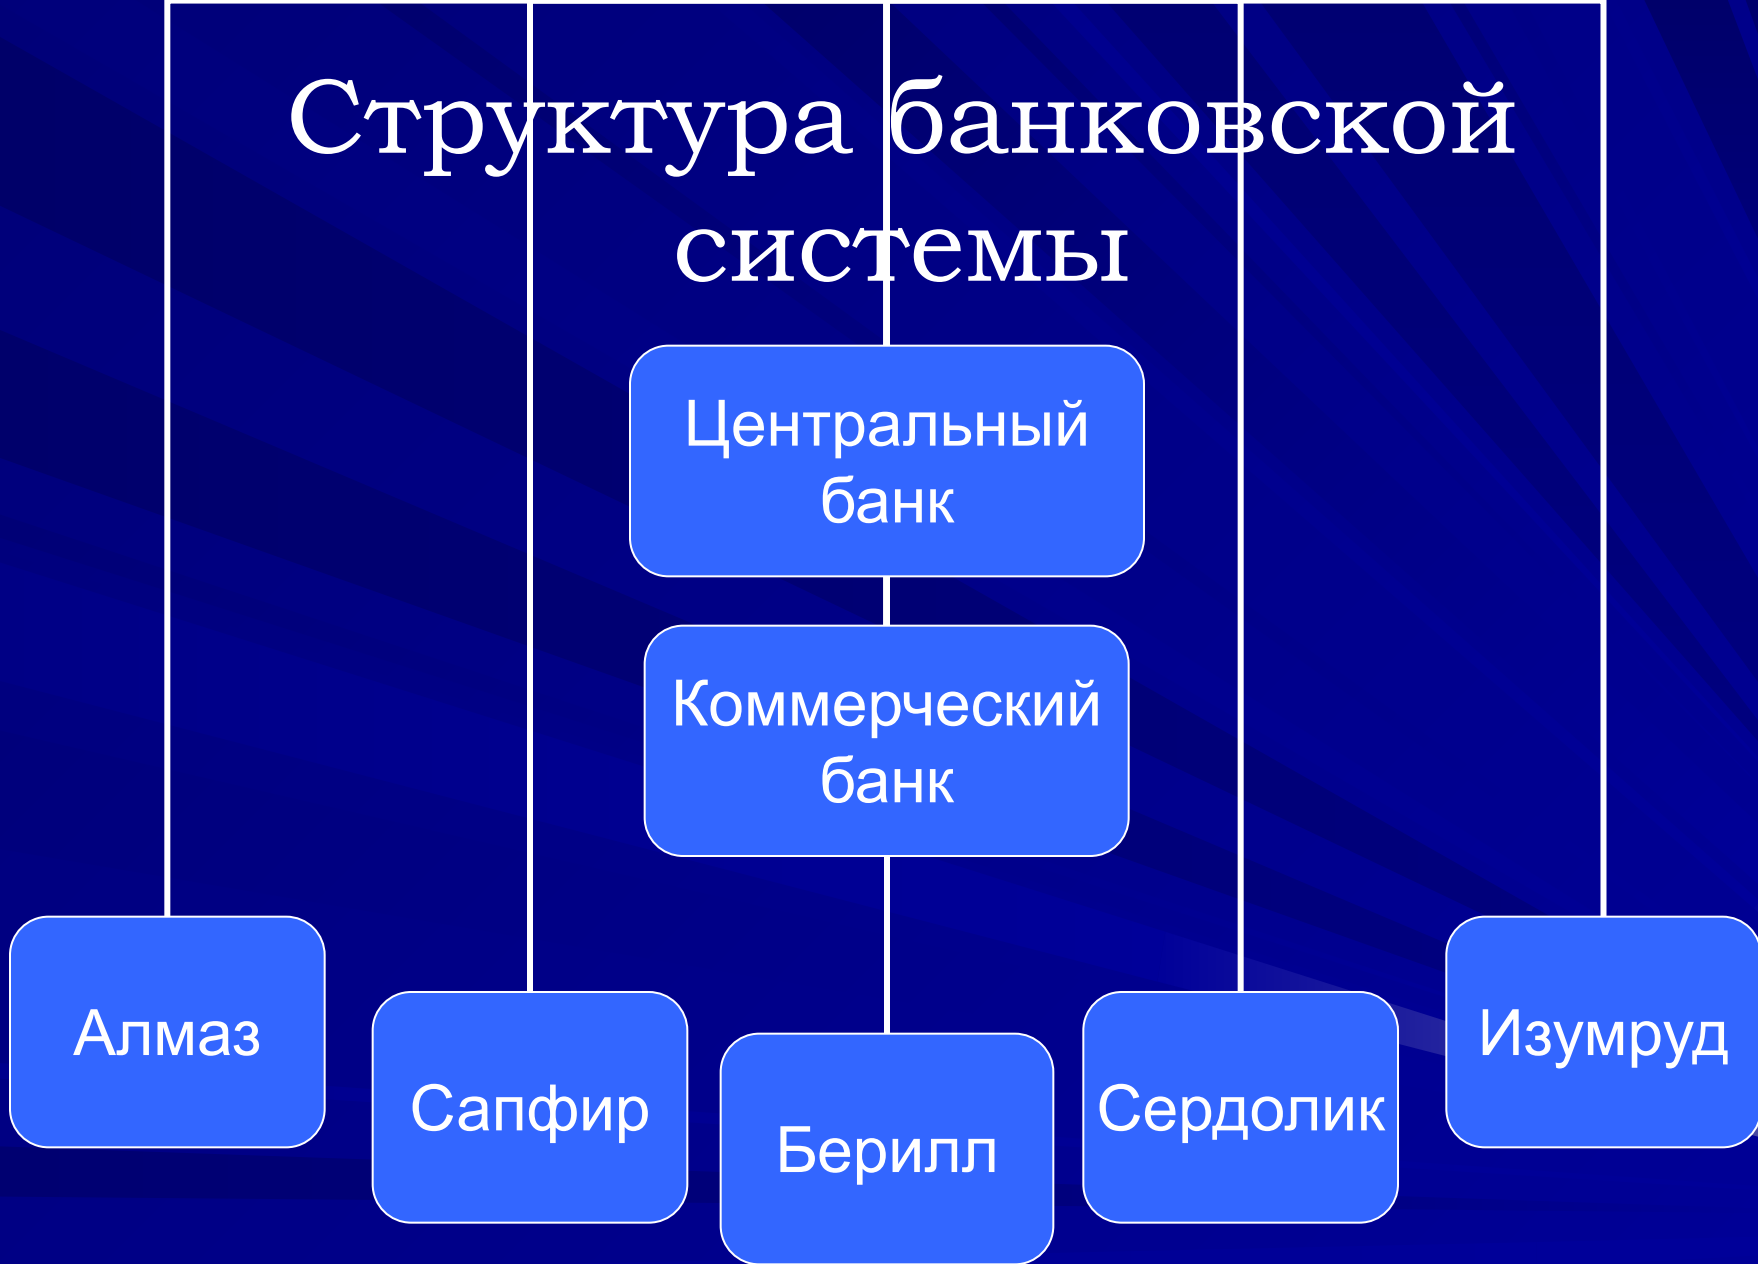 Структура банковской
системы
Центральный
банк
Коммерческий
банк
Алмаз
Сапфир
Берилл
Сердолик
Изумруд